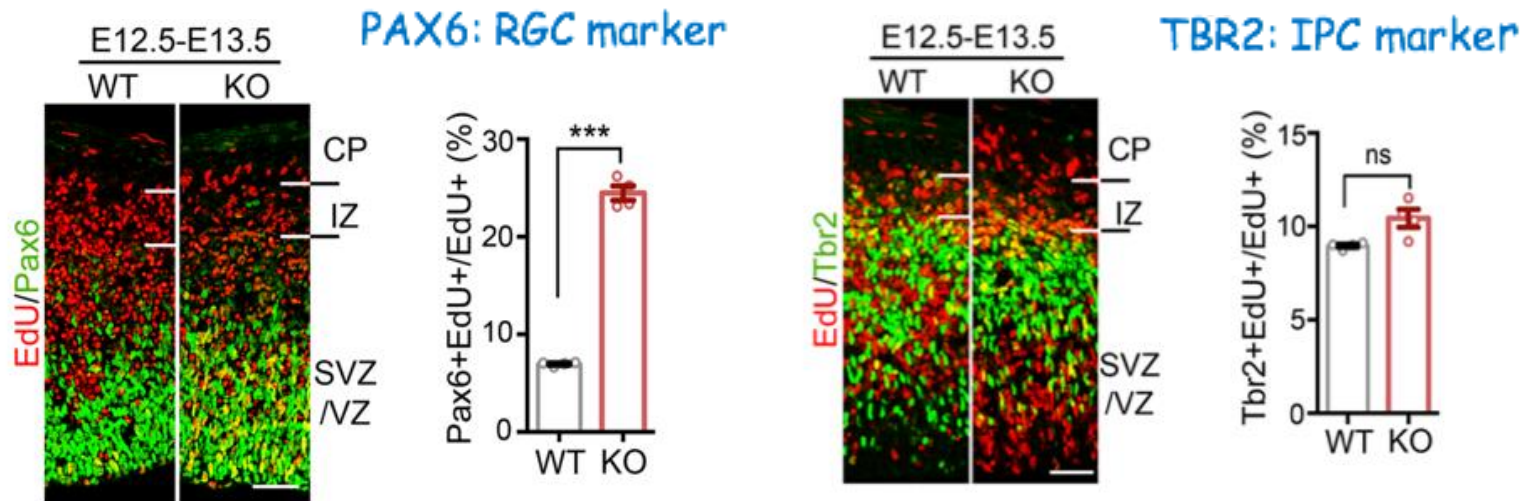 PAX6: RGC marker
E12.5-E13.5
WT KO
EdU/Pax6
CP
IZ
SVZ
/VZ
Pax6+EdU+/EdU+ (%)
30
20
10
0
***
WT KO
TBR2: IPC marker
E12.5-E13.5
WT KO
EdU/Tbr2
CP
IZ
SVZ
/VZ
Tbr2+EdU+/EdU+ (%)
15
10
5
0
ns
WT KO